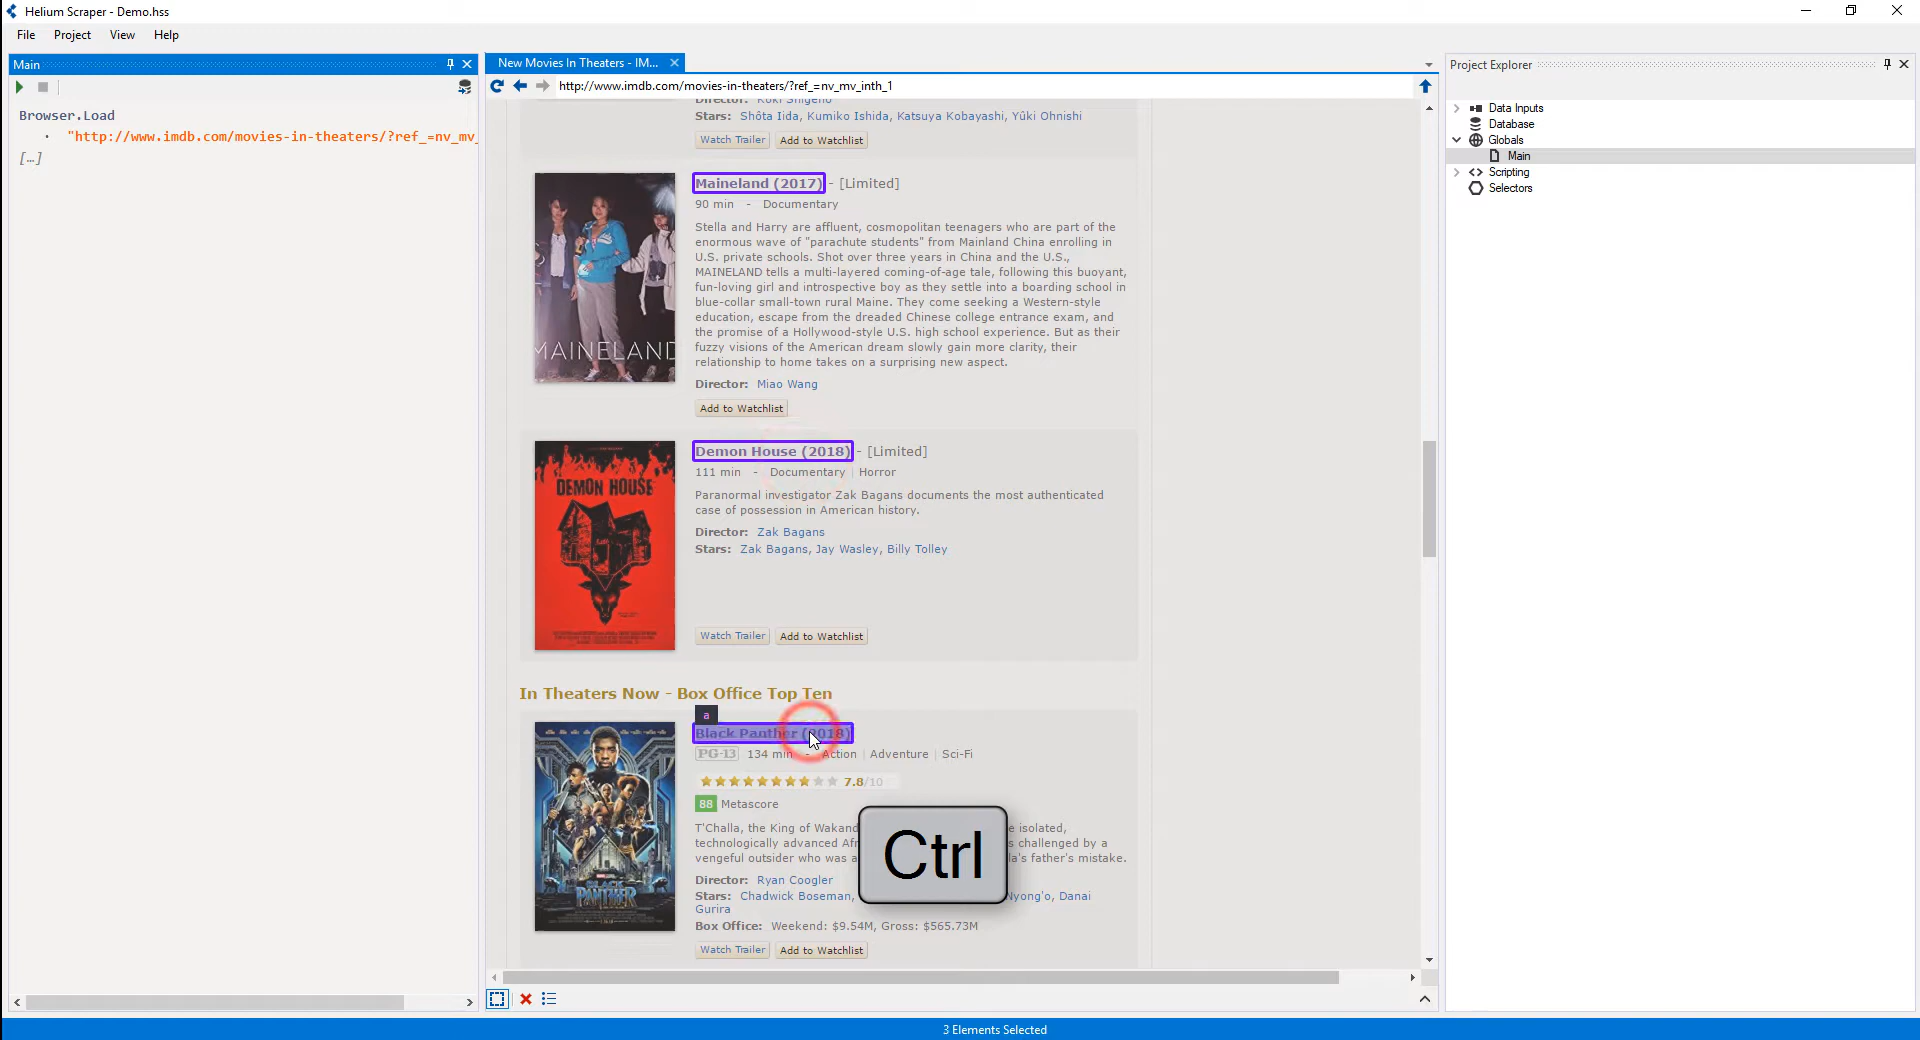 Helium Scraper - Demo.hss
File Project View Help
Main
Browser.Load
· "http://www.imdb.com/movies-in-theaters/?ref_=nv_mv_
[…]
New Movies In Theaters - IM...
http://www.imdb.com/movies-in-theaters/?ref_=nv_mv_inth_1
Director: Koki Shigeno
Stars: Shôta Iida, Kumiko Ishida, Katsuya Kobayashi, Yûki Ohnishi
Watch Trailer Add to Watchlist
MAINELAND
Maineland (2017) - [Limited]
90 min - Documentary
Stella and Harry are affluent, cosmopolitan teenagers who are part of the
enormous wave of "parachute students" from Mainland China enrolling in
U.S. private schools. Shot over three years in China and the U.S.,
MAINELAND tells a multi-layered coming-of-age tale, following this buoyant,
fun-loving girl and introspective boy as they settle into a boarding school in
blue-collar small-town rural Maine. They come seeking a Western-style
education, escape from the dreaded Chinese college entrance exam, and
the promise of a Hollywood-style U.S. high school experience. But as their
fuzzy visions of the American dream slowly gain more clarity, their
relationship to home takes on a surprising new aspect.
Director: Miao Wang
Add to Watchlist
DEMON HOUSE
Demon House (2018) - [Limited]
111 min - Documentary | Horror
Paranormal investigator Zak Bagans documents the most authenticated
case of possession in American history.
Director: Zak Bagans
Stars: Zak Bagans, Jay Wasley, Billy Tolley
Watch Trailer Add to Watchlist
In Theaters Now - Box Office Top Ten
a
BLACK PANTHER
Black Panther (2018)
PG-13 134 min - Action | Adventure | Sci-Fi
7.8/10
88 Metascore
T'Challa, the King of Wakand e isolated,
technologically advanced Afr s challenged by a
vengeful outsider who was a la's father's mistake.
Director: Ryan Coogler
Stars: Chadwick Boseman, Nyong'o, Danai
Gurira
Box Office: Weekend: $9.54M, Gross: $565.73M
Watch Trailer Add to Watchlist
Ctrl
Project Explorer
Data Inputs
Database
Globals
Main
Scripting
Selectors
3 Elements Selected